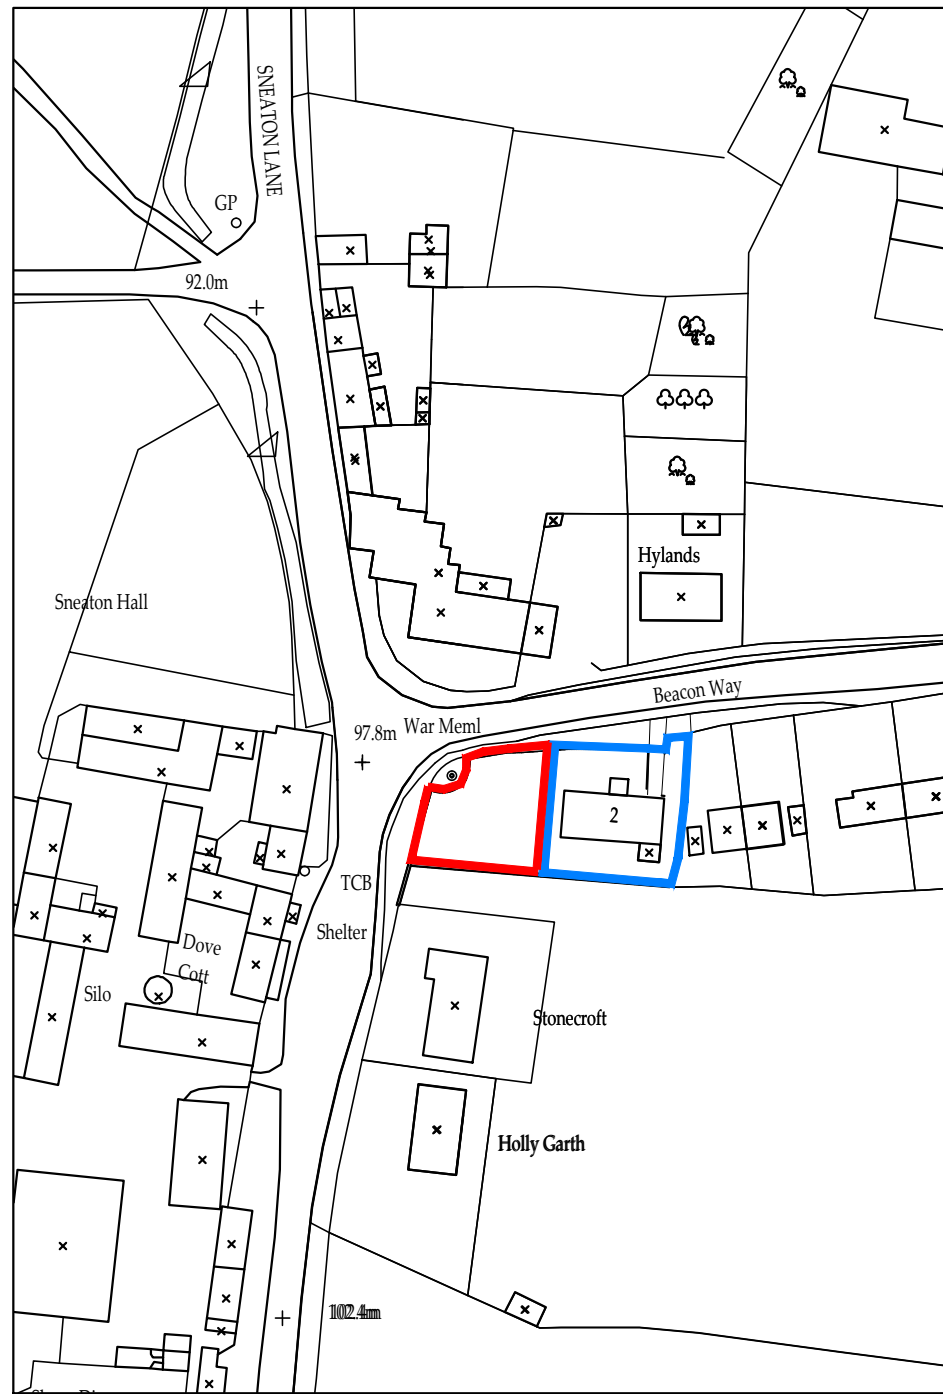 SNEATON LANE
GP
92.0m
Hylands
Sneaton Hall
Beacon Way
War Meml
97.8m
2
TCB
Shelter
Dove
Cott
Silo
Stonecroft
Holly Garth
102.4m